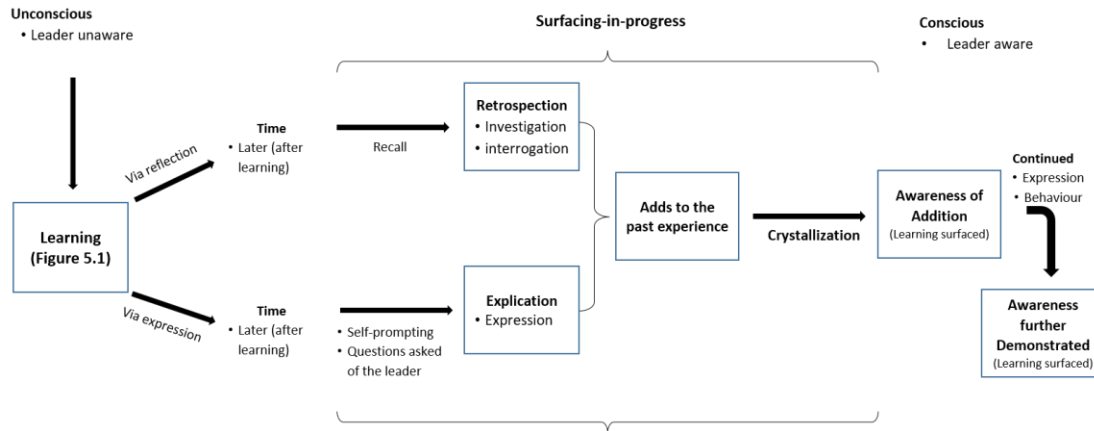 Unconscious
• Leader unaware
Surfacing-in-progress
Conscious
• Leader aware
Learning
(Figure 5.1)
Via reflection
Time
• Later (after
learning)
Recall
Retrospection
• Investigation
• interrogation
Via expression
Time
• Later (after
learning)
• Self-prompting
• Questions asked
of the leader
Explication
• Expression
Adds to the
past experience
Crystallization
Awareness of
Addition
(Learning surfaced)
Continued
• Expression
• Behaviour
Awareness
further
Demonstrated
(Learning surfaced)